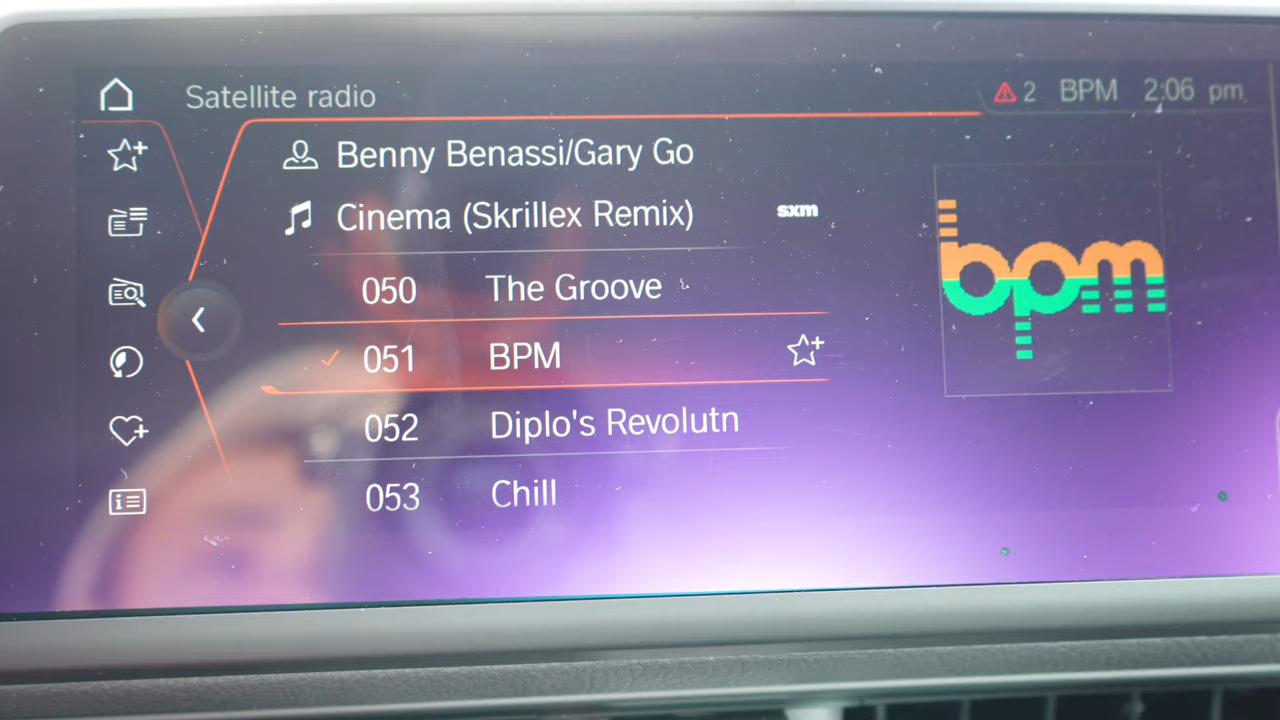 Satellite radio
2 BPM 2:06 pm
Benny Benassi/Gary Go
Cinema (Skrillex Remix) sxm
050 The Groove
051 BPM
052 Diplo's Revolutn
053 Chill
bpm